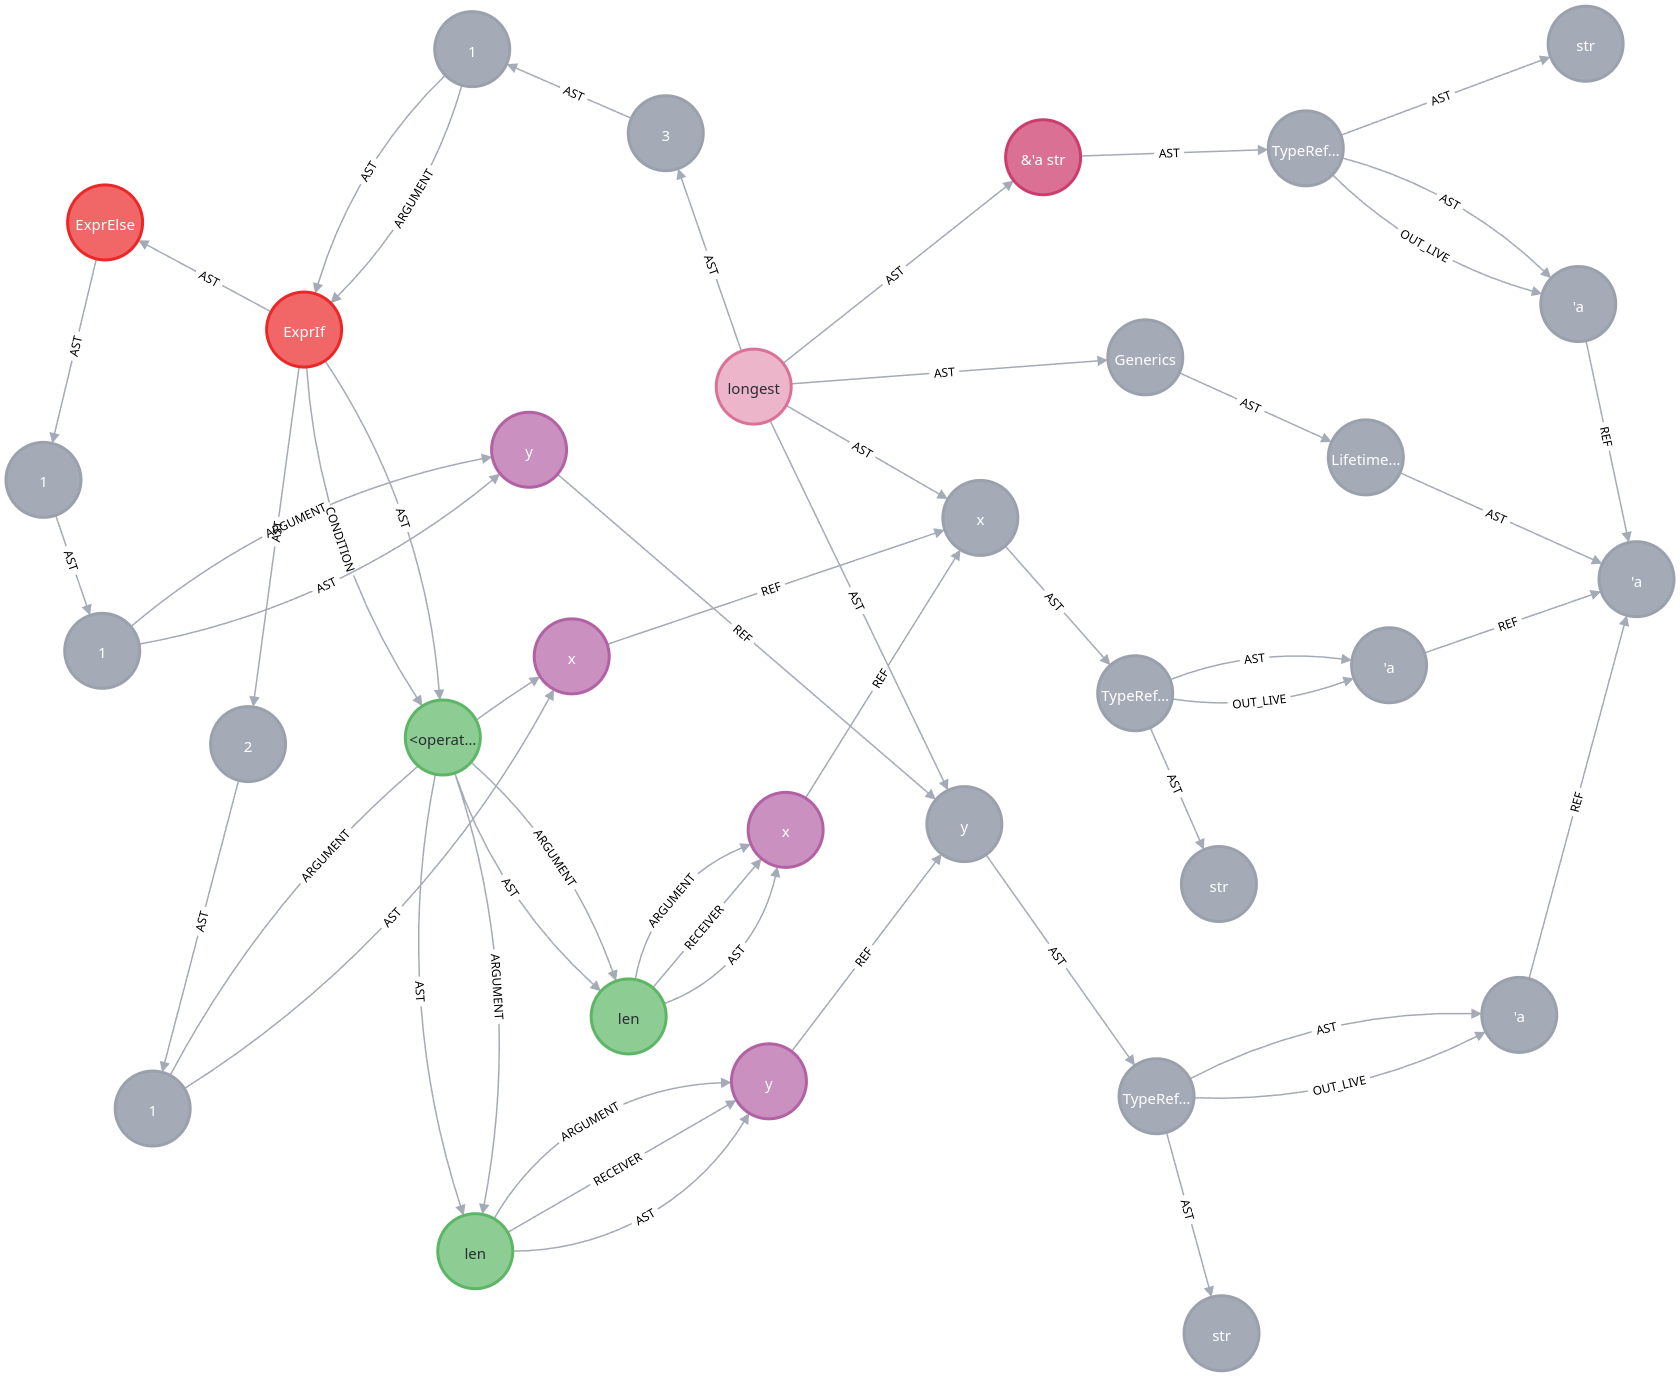 str
1
AST
AST
3
TypeRef...
AST
&'a str
AST
AST
ARGUMENT
AST
ExprElse
OUT_LIVE
AST
AST
AST
'a
ExprIf
AST
Generics
AST
longest
AST
REF
y
AST
Lifetime...
1
x
AST
ARGUMENT
AST
CONDITION
AST
AST
'a
AST
REF
AST
AST
REF
REF
1
x
AST
'a
REF
TypeRef...
OUT_LIVE
2
<operat...
AST
REF
x
y
ARGUMENT
ARGUMENT
AST
str
ARGUMENT
AST
AST
RECEIVER
AST
REF
AST
AST
ARGUMENT
len
'a
AST
1
y
TypeRef...
OUT_LIVE
ARGUMENT
RECEIVER
AST
AST
len
str